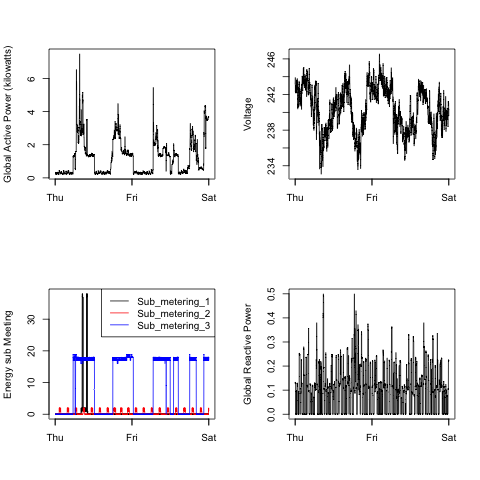 Global Active Power (kilowatts)
0 2 4 6
Thu Fri Sat
Voltage
234 238 242 246
Thu Fri Sat
Energy sub Meeting
0 10 20 30
Sub_metering_1
Sub_metering_2
Sub_metering_3
Thu Fri Sat
Global Reactive Power
0.0 0.1 0.2 0.3 0.4 0.5
Thu Fri Sat